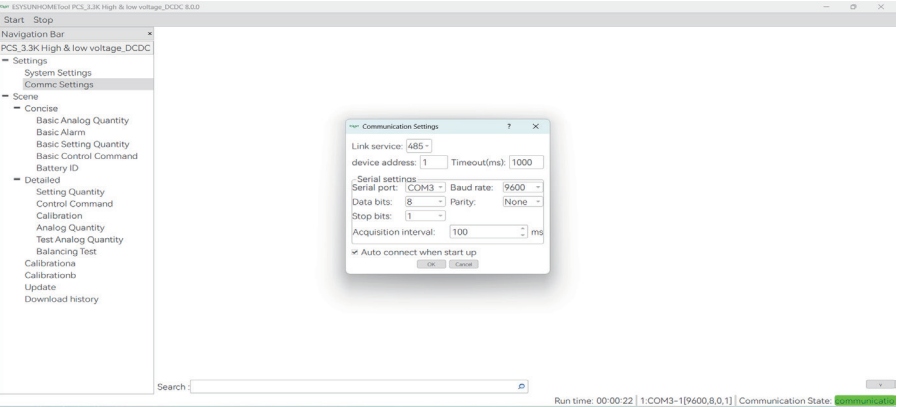 ESYSUNHOMETool PCS_3.3K High & low voltage_DCDC 8.0.0
Start Stop
Navigation Bar
PCS_3.3K High & low voltage_DCDC
Settings
System Settings
Commc Settings
Scene
Concise
Basic Analog Quantity
Basic Alarm
Basic Setting Quantity
Basic Control Command
Battery ID
Detailed
Setting Quantity
Control Command
Calibration
Analog Quantity
Test Analog Quantity
Balancing Test
Calibrationa
Calibrationb
Update
Download history
Communication Settings ?
Link service: 485
device address: 1 Timeout(ms): 1000
Serial settings
Serial port: COM3 Baud rate: 9600
Data bits: 8 Parity: None
Stop bits: 1
Acquisition interval: 100 ms
Auto connect when start up
OK Cancel
Search :
Run time: 00:00:22 1:COM3-1[9600,8,0,1] Communication State: communicatio